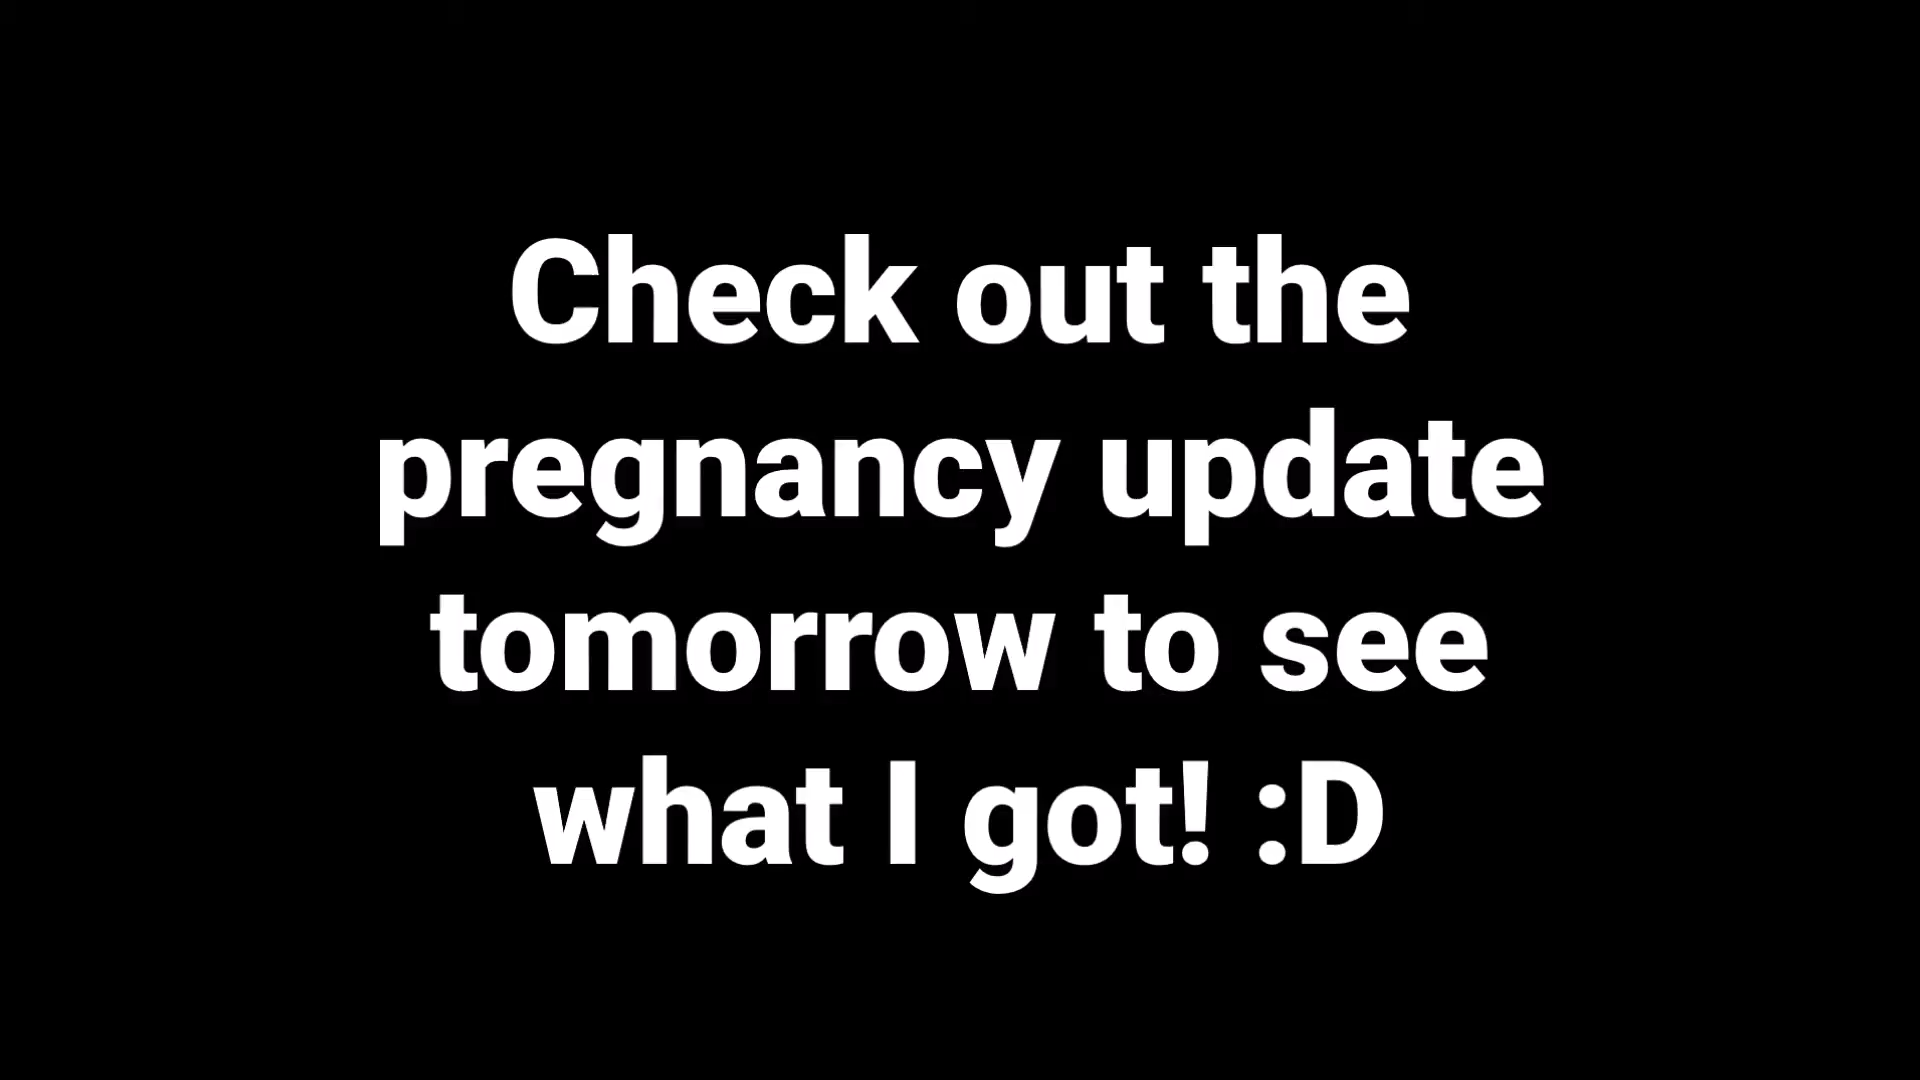 Check out the
pregnancy update
tomorrow to see
what I got! :D